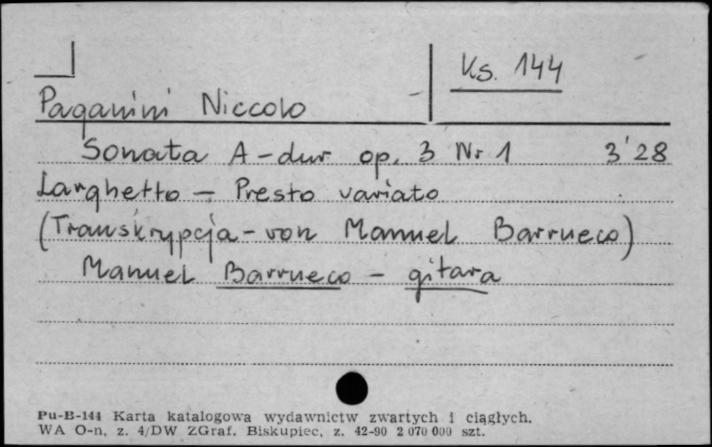 Ks. 144
Paganini Niccolo
Sonata A-dur op. 3 Nr 1 3'28
Larghetto - Presto variato
(Transkrypcja - von Manuel Barrueco)
Manuel Barrueco - gitara
Pu-B-144 Karta katalogowa wydawnictw zwartych i ciągłych.
WA O-n, z. 4/DW ZGraf. Biskupiec, z. 42-90 2 070 000 szt.